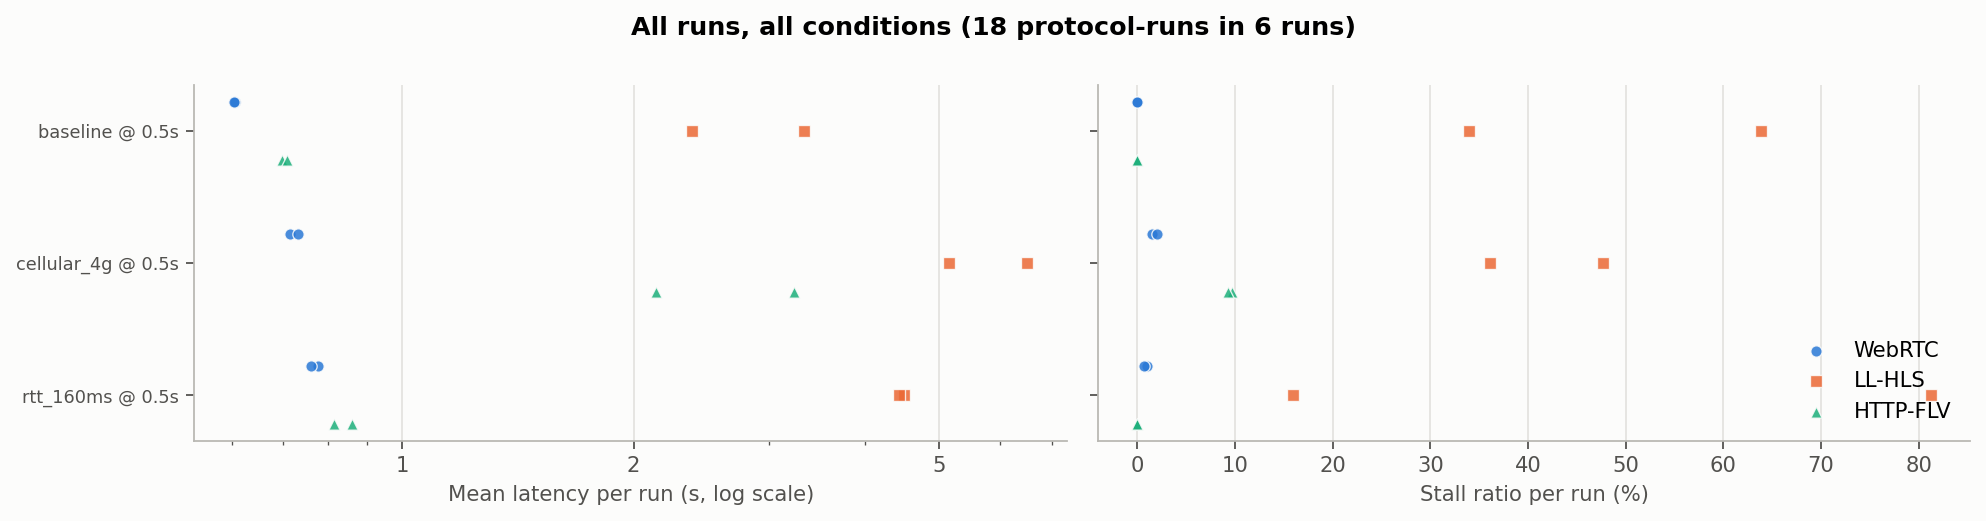 All runs, all conditions (18 protocol-runs in 6 runs)
baseline @ 0.5s
cellular_4g @ 0.5s
rtt_160ms @ 0.5s
1 2 5
Mean latency per run (s, log scale)
WebRTC
LL-HLS
HTTP-FLV
0 10 20 30 40 50 60 70 80
Stall ratio per run (%)